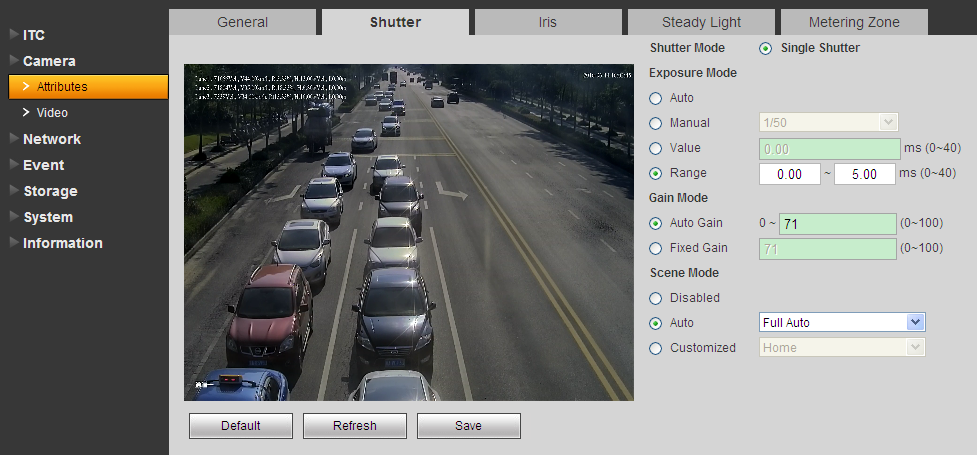 General Shutter Iris Steady Light Metering Zone
ITC
Camera
Attributes
Video
Network
Event
Storage
System
Information
Shutter Mode Single Shutter
Exposure Mode
Auto
Manual 1/50
Value 0.00 ms (0~40)
Range 0.00 ~ 5.00 ms (0~40)
Gain Mode
Auto Gain 0 ~ 71 (0~100)
Fixed Gain 71 (0~100)
Scene Mode
Disabled
Auto Full Auto
Customized Home
Default Refresh Save